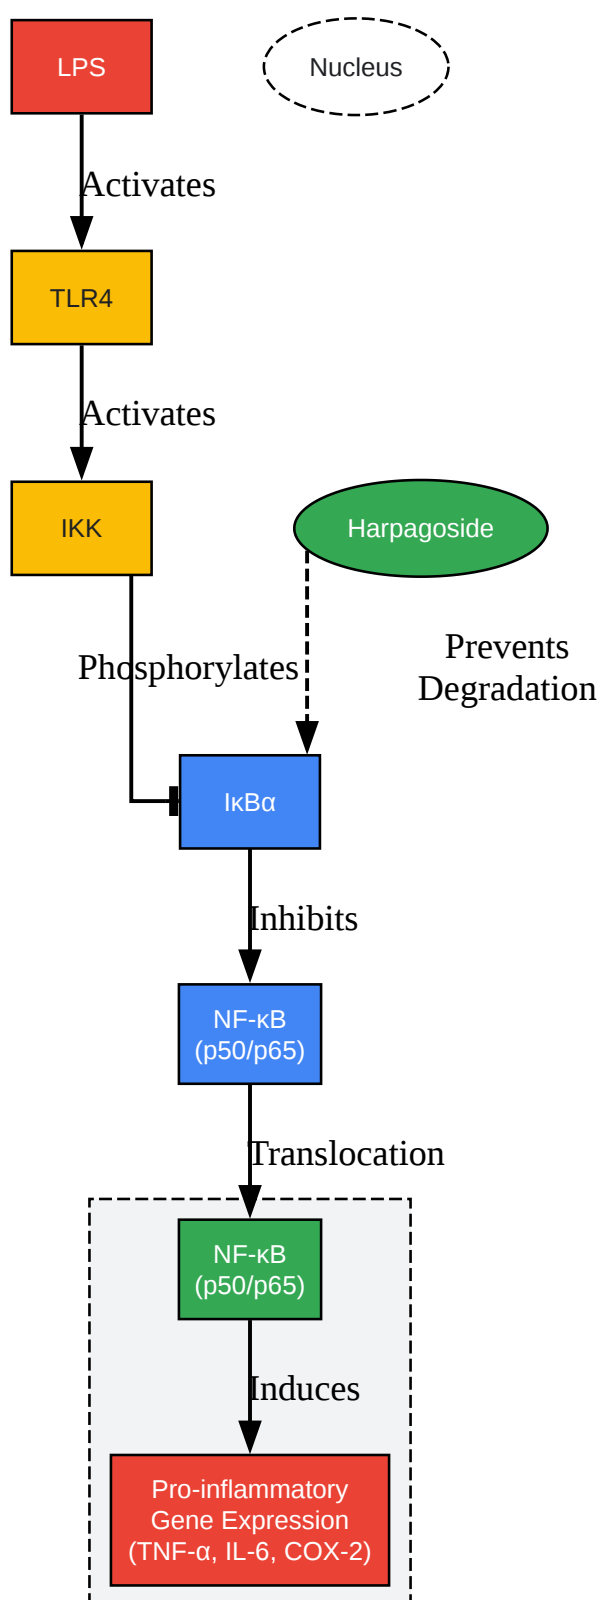 LPS
Nucleus
Activates
TLR4
Activates
IKK
Harpagoside
Phosphorylates
Prevents
Degradation
IκBα
Inhibits
NF-κB
(p50/p65)
Translocation
NF-κB
(p50/p65)
Induces
Pro-inflammatory
Gene Expression
(TNF-α, IL-6, COX-2)